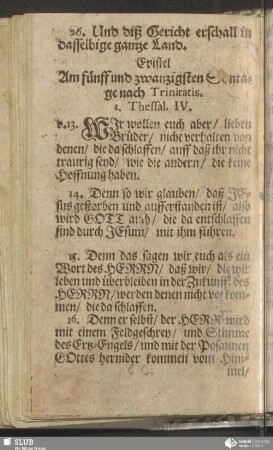 26. Und diß Gericht erschall in
dasselbige gantze Land.
Epistel
Am fünff und zwanzigsten Sonta-
ge nach Trinitatis.
1. Thessal. IV.
v.13. WIr wollen euch aber / lieben
Brüder / nicht verhalten von
denen / die da schlaffen / auff daß ihr nicht
traurig seyd / wie die andern / die keine
Hoffnung haben.
14. Denn so wir glauben / daß JE-
sus gestorben und aufferstanden ist / also
wird GOTT auch / die da entschlaffen
sind durch JEsum / mit ihm führen.
15. Denn das sagen wir euch als ein
Wort des HERRN / daß wir / die wir
leben und überbleiben in der Zukunfft des
HERRN / werden denen nicht vorkom-
men / die da schlaffen.
16. Denn er selbst / der HERR wird
mit einem Feldgeschrey / und Stimme
des Ertz-Engels / und mit der Posaunen
GOttes hernider kommen vom Him-
mel /
SLUB
Wir führen Wissen.